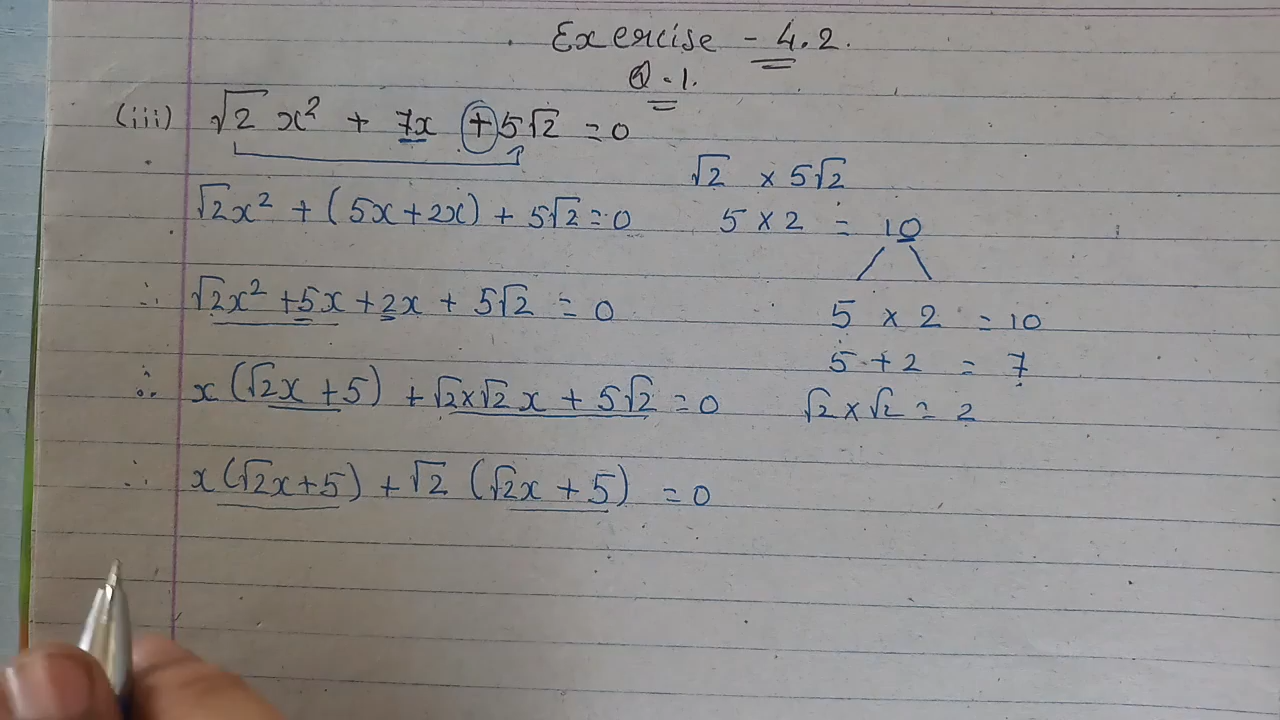 Exercise - 4.2.
Q.1.
(iii) √2 x² + 7x + 5√2 = 0
√2 × 5√2
√2x² + (5x+2x) + 5√2 = 0
5 × 2 = 10
∴ √2x² + 5x + 2x + 5√2 = 0
5 × 2 = 10
5 + 2 = 7
∴ x (√2x + 5) + √2×√2 x + 5√2 = 0
√2 × √2 = 2
∴ x(√2x+5) + √2 (√2x + 5) = 0